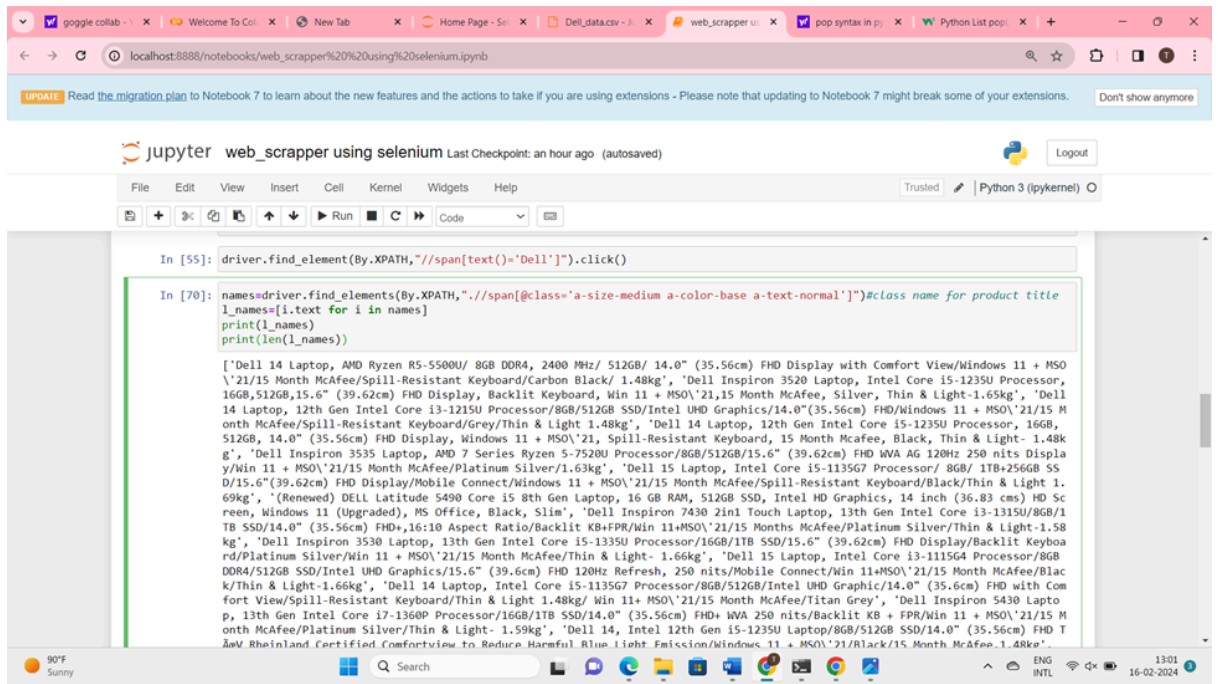 goggle collab - Y
Welcome To Col
New Tab
Home Page - Sel
Dell_data.csv - J
web_scrapper us
pop syntax in py
Python List pop(
localhost:8888/notebooks/web_scrapper%20%20using%20selenium.ipynb
T
UPDATE Read the migration plan to Notebook 7 to learn about the new features and the actions to take if you are using extensions - Please note that updating to Notebook 7 might break some of your extensions.
Don't show anymore
jupyter web_scrapper using selenium Last Checkpoint: an hour ago (autosaved)
Logout
File Edit View Insert Cell Kernel Widgets Help
Trusted Python 3 (ipykernel)
Run Code
In [55]: driver.find_element(By.XPATH,"//span[text()='Dell']").click()
In [70]: names=driver.find_elements(By.XPATH,".//span[@class='a-size-medium a-color-base a-text-normal']")#class name for product title
l_names=[i.text for i in names]
print(l_names)
print(len(l_names))
['Dell 14 Laptop, AMD Ryzen R5-5500U/ 8GB DDR4, 2400 MHz/ 512GB/ 14.0" (35.56cm) FHD Display with Comfort View/Windows 11 + MSO
\'21/15 Month McAfee/Spill-Resistant Keyboard/Carbon Black/ 1.48kg', 'Dell Inspiron 3520 Laptop, Intel Core i5-1235U Processor,
16GB,512GB,15.6" (39.62cm) FHD Display, Backlit Keyboard, Win 11 + MSO\'21,15 Month McAfee, Silver, Thin & Light-1.65kg', 'Dell
14 Laptop, 12th Gen Intel Core i3-1215U Processor/8GB/512GB SSD/Intel UHD Graphics/14.0"(35.56cm) FHD/Windows 11 + MSO\'21/15 M
onth McAfee/Spill-Resistant Keyboard/Grey/Thin & Light 1.48kg', 'Dell 14 Laptop, 12th Gen Intel Core i5-1235U Processor, 16GB,
512GB, 14.0" (35.56cm) FHD Display, Windows 11 + MSO\'21, Spill-Resistant Keyboard, 15 Month Mcafee, Black, Thin & Light- 1.48k
g', 'Dell Inspiron 3535 Laptop, AMD 7 Series Ryzen 5-7520U Processor/8GB/512GB/15.6" (39.62cm) FHD WVA AG 120Hz 250 nits Displa
y/Win 11 + MSO\'21/15 Month McAfee/Platinum Silver/1.63kg', 'Dell 15 Laptop, Intel Core i5-1135G7 Processor/ 8GB/ 1TB+256GB SS
D/15.6"(39.62cm) FHD Display/Mobile Connect/Windows 11 + MSO\'21/15 Month McAfee/Spill-Resistant Keyboard/Black/Thin & Light 1.
69kg', '(Renewed) DELL Latitude 5490 Core i5 8th Gen Laptop, 16 GB RAM, 512GB SSD, Intel HD Graphics, 14 inch (36.83 cms) HD Sc
reen, Windows 11 (Upgraded), MS Office, Black, Slim', 'Dell Inspiron 7430 2in1 Touch Laptop, 13th Gen Intel Core i3-1315U/8GB/1
TB SSD/14.0" (35.56cm) FHD+,16:10 Aspect Ratio/Backlit KB+FPR/Win 11+MSO\'21/15 Months McAfee/Platinum Silver/Thin & Light-1.58
kg', 'Dell Inspiron 3530 Laptop, 13th Gen Intel Core i5-1335U Processor/16GB/1TB SSD/15.6" (39.62cm) FHD Display/Backlit Keyboa
rd/Platinum Silver/Win 11 + MSO\'21/15 Month McAfee/Thin & Light- 1.66kg', 'Dell 15 Laptop, Intel Core i3-1115G4 Processor/8GB
DDR4/512GB SSD/Intel UHD Graphics/15.6" (39.6cm) FHD 120Hz Refresh, 250 nits/Mobile Connect/Win 11+MSO\'21/15 Month McAfee/Blac
k/Thin & Light-1.66kg', 'Dell 14 Laptop, Intel Core i5-1135G7 Processor/8GB/512GB/Intel UHD Graphic/14.0" (35.6cm) FHD with Com
fort View/Spill-Resistant Keyboard/Thin & Light 1.48kg/ Win 11+ MSO\'21/15 Month McAfee/Titan Grey', 'Dell Inspiron 5430 Lapto
p, 13th Gen Intel Core i7-1360P Processor/16GB/1TB SSD/14.0" (35.56cm) FHD+ WVA 250 nits/Backlit KB + FPR/Win 11 + MSO\'21/15 M
onth McAfee/Platinum Silver/Thin & Light- 1.59kg', 'Dell 14, Intel 12th Gen i5-1235U Laptop/8GB/512GB SSD/14.0" (35.56cm) FHD T
ÃœV Rheinland Certified Comfortview to Reduce Harmful Blue Light Emission/Windows 11 + MSO\'21/Black/15 Month McAfee.1.48kg',
90°F
Sunny
Search
ENG
INTL
13:01
16-02-2024
3